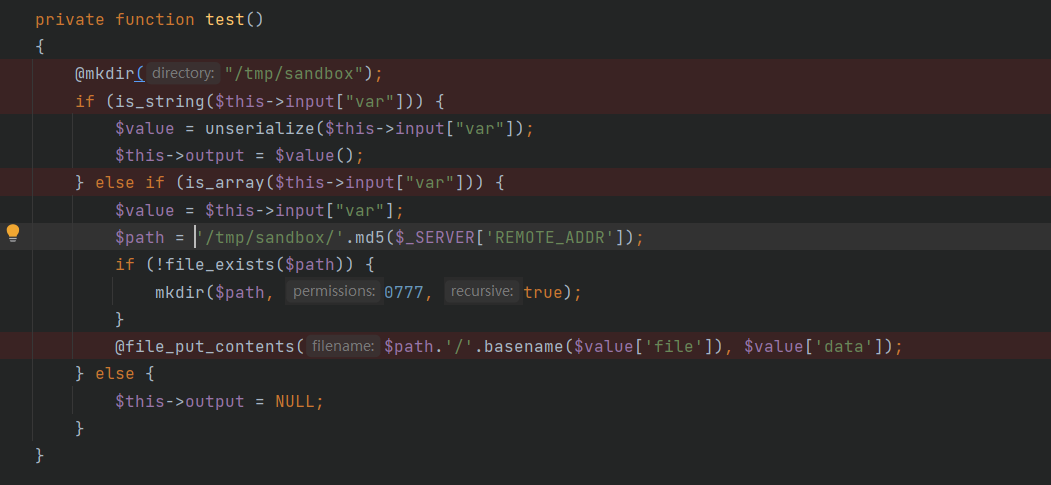 private function test()
{
@mkdir( directory: "/tmp/sandbox");
if (is_string($this->input["var"])) {
$value = unserialize($this->input["var"]);
$this->output = $value();
} else if (is_array($this->input["var"])) {
$value = $this->input["var"];
$path = '/tmp/sandbox/'.md5($_SERVER['REMOTE_ADDR']);
if (!file_exists($path)) {
mkdir($path, permissions: 0777, recursive: true);
}
@file_put_contents( filename: $path.'/'.basename($value['file']), $value['data']);
} else {
$this->output = NULL;
}
}